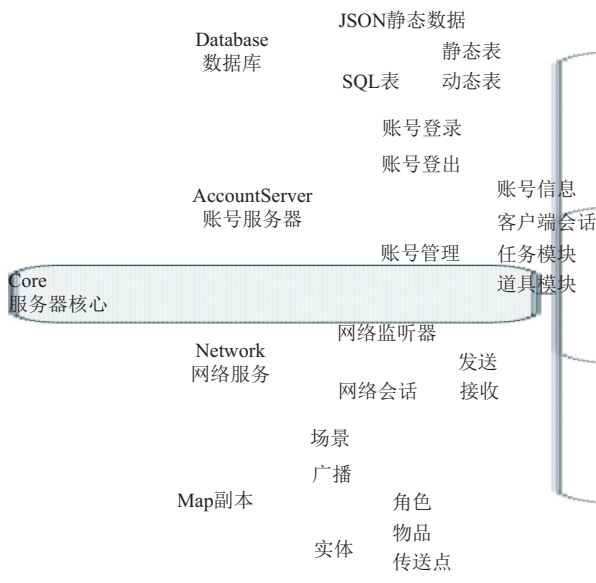 JSON静态数据
Database
数据库
静态表
SQL表
动态表
账号登录
账号登出
AccountServer
账号服务器
账号信息
客户端会话
账号管理
任务模块
道具模块
Core
服务器核心
网络监听器
Network
网络服务
发送
网络会话
接收
场景
广播
Map副本
角色
物品
实体
传送点